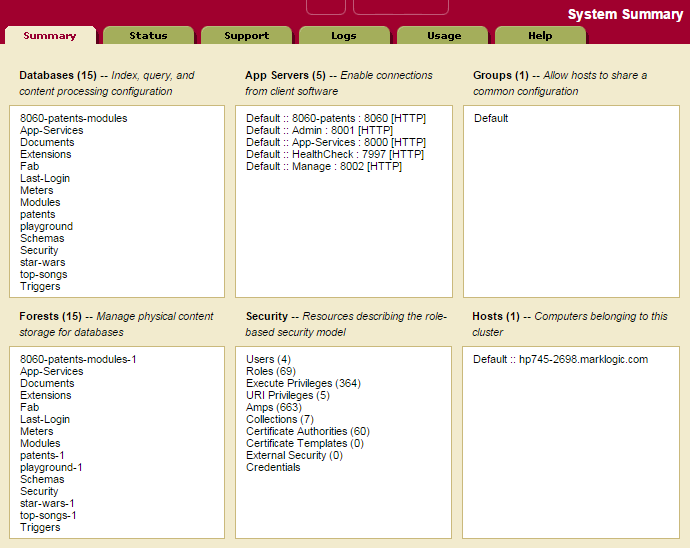 System Summary
Summary Status Support Logs Usage Help
Databases (15) -- Index, query, and
content processing configuration
8060-patents-modules
App-Services
Documents
Extensions
Fab
Last-Login
Meters
Modules
patents
playground
Schemas
Security
star-wars
top-songs
Triggers
App Servers (5) -- Enable connections
from client software
Default :: 8060-patents : 8060 [HTTP]
Default :: Admin : 8001 [HTTP]
Default :: App-Services : 8000 [HTTP]
Default :: HealthCheck : 7997 [HTTP]
Default :: Manage : 8002 [HTTP]
Groups (1) -- Allow hosts to share a
common configuration
Default
Forests (15) -- Manage physical content
storage for databases
8060-patents-modules-1
App-Services
Documents
Extensions
Fab
Last-Login
Meters
Modules
patents-1
playground-1
Schemas
Security
star-wars-1
top-songs-1
Triggers
Security -- Resources describing the role-
based security model
Users (4)
Roles (69)
Execute Privileges (364)
URI Privileges (5)
Amps (663)
Collections (7)
Certificate Authorities (60)
Certificate Templates (0)
External Security (0)
Credentials
Hosts (1) -- Computers belonging to this
cluster
Default :: hp745-2698.marklogic.com